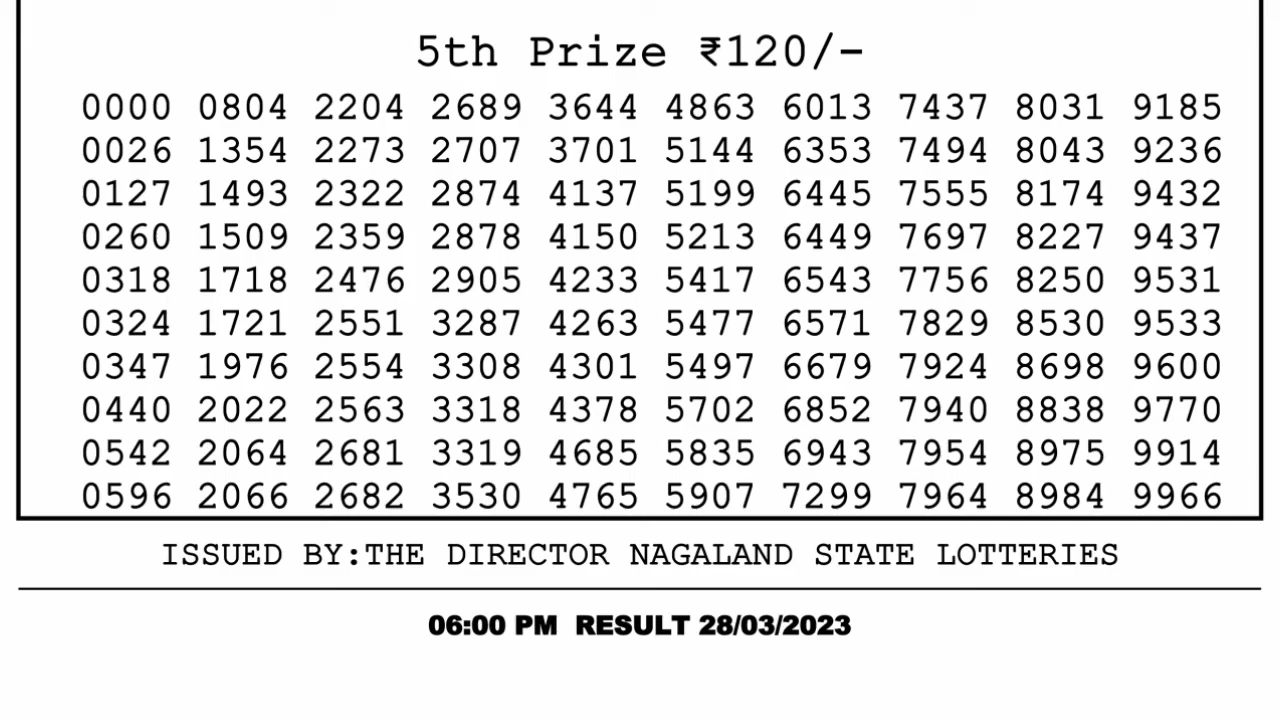 5th Prize ₹120/-
0000 0804 2204 2689 3644 4863 6013 7437 8031 9185
0026 1354 2273 2707 3701 5144 6353 7494 8043 9236
0127 1493 2322 2874 4137 5199 6445 7555 8174 9432
0260 1509 2359 2878 4150 5213 6449 7697 8227 9437
0318 1718 2476 2905 4233 5417 6543 7756 8250 9531
0324 1721 2551 3287 4263 5477 6571 7829 8530 9533
0347 1976 2554 3308 4301 5497 6679 7924 8698 9600
0440 2022 2563 3318 4378 5702 6852 7940 8838 9770
0542 2064 2681 3319 4685 5835 6943 7954 8975 9914
0596 2066 2682 3530 4765 5907 7299 7964 8984 9966
ISSUED BY:THE DIRECTOR NAGALAND STATE LOTTERIES
06:00 PM RESULT 28/03/2023